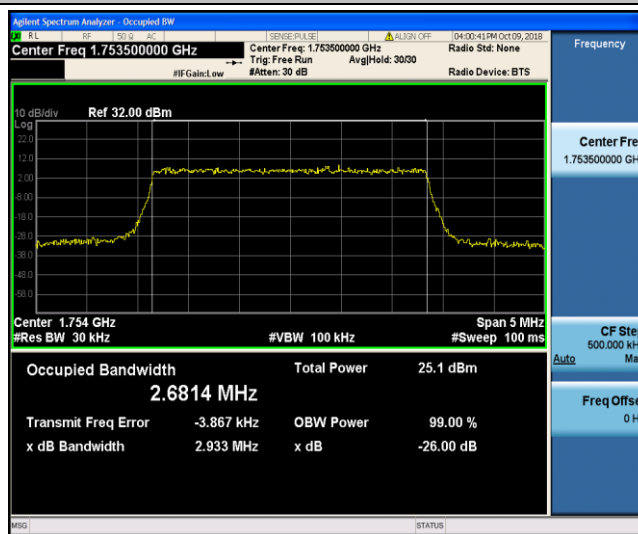 Agilent Spectrum Analyzer - Occupied BW
RL RF 50 Ω AC SENSE:PULSE ALIGN OFF 04:00:41 PM Oct 09, 2018
Center Freq 1.753500000 GHz Center Freq: 1.753500000 GHz Radio Std: None
Trig: Free Run Avg|Hold: 30/30
#IFGain:Low #Atten: 30 dB Radio Device: BTS
Frequency
10 dB/div Ref 32.00 dBm
Log
22.0
12.0
2.00
-8.00
-18.0
-28.0
-38.0
-48.0
-58.0
Center 1.754 GHz Span 5 MHz
#Res BW 30 kHz #VBW 100 kHz #Sweep 100 ms
Occupied Bandwidth Total Power 25.1 dBm
2.6814 MHz
Transmit Freq Error -3.867 kHz OBW Power 99.00 %
x dB Bandwidth 2.933 MHz x dB -26.00 dB
Center Fre
1.753500000 GH
CF Ste
500.000 kH
Auto Ma
Freq Offse
0 H
MSG STATUS